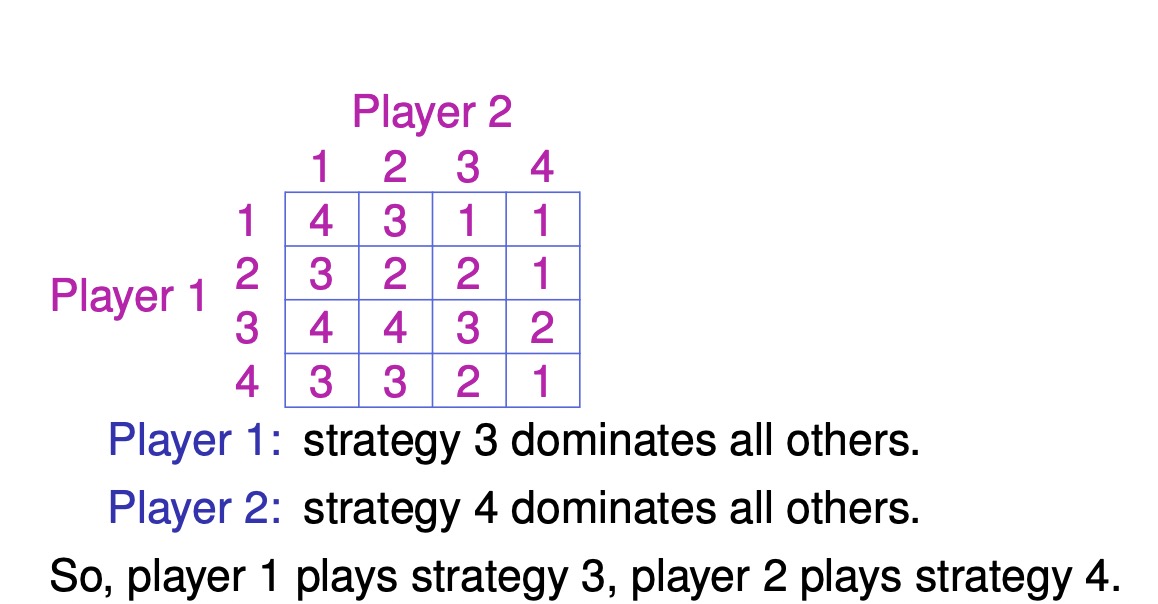 Player 2
1 2 3 4
1 4 3 1 1
2 3 2 2 1
Player 1
3 4 4 3 2
4 3 3 2 1
Player 1: strategy 3 dominates all others.
Player 2: strategy 4 dominates all others.
So, player 1 plays strategy 3, player 2 plays strategy 4.